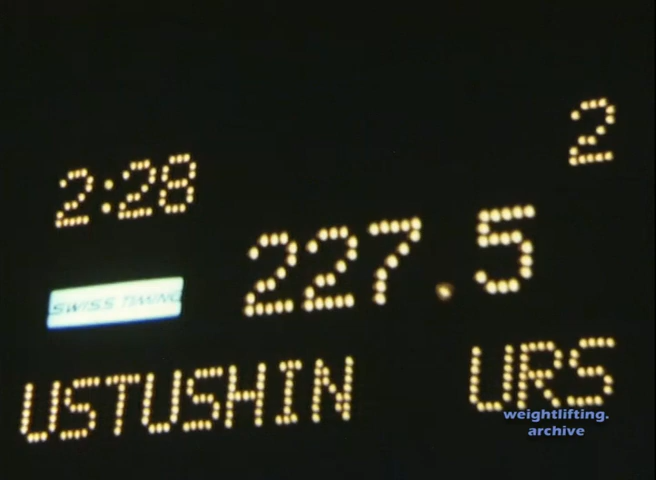 2
2:28
227.5
SWISS TIMING
USTUSHIN URS
weightlifting.
archive